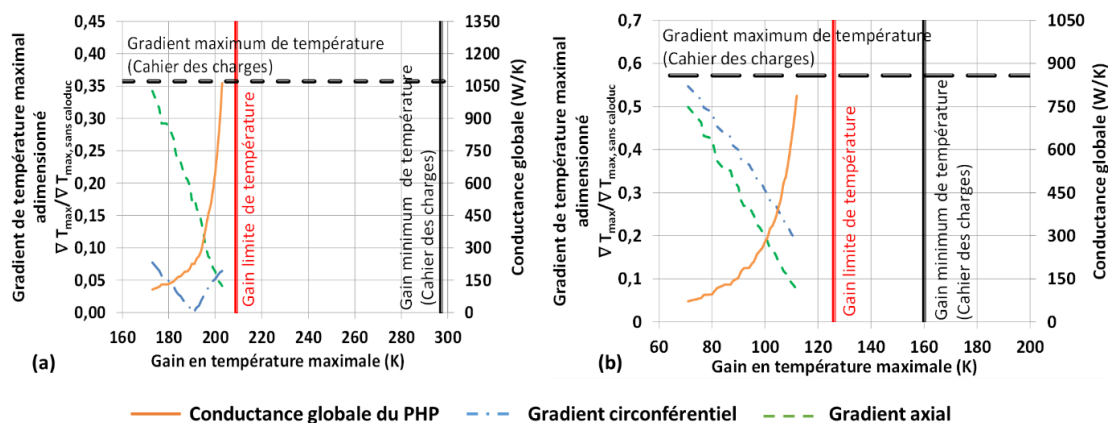 Gradient de température maximal
adimensionné
∇ Tmax/∇ Tmax, sans caloduc
0,45
0,40
0,35
0,30
0,25
0,20
0,15
0,10
0,05
0,00
Gradient maximum de température
(Cahier des charges)
Gain limite de température
Gain minimum de température
(Cahier des charges)
1350
1200
1050
900
750
600
450
300
150
0
Conductance globale (W/K)
160 180 200 220 240 260 280 300
Gain en température maximale (K)
(a)
Gradient de température maximal
adimensionné
∇ Tmax/∇ Tmax, sans caloduc
0,7
0,6
0,5
0,4
0,3
0,2
0,1
0
Gradient maximum de température
(Cahier des charges)
Gain limite de température
Gain minimum de température
(Cahier des charges)
1050
900
750
600
450
300
150
0
Conductance globale (W/K)
60 80 100 120 140 160 180 200
Gain en température maximale (K)
(b)
Conductance globale du PHP Gradient circonférentiel Gradient axial